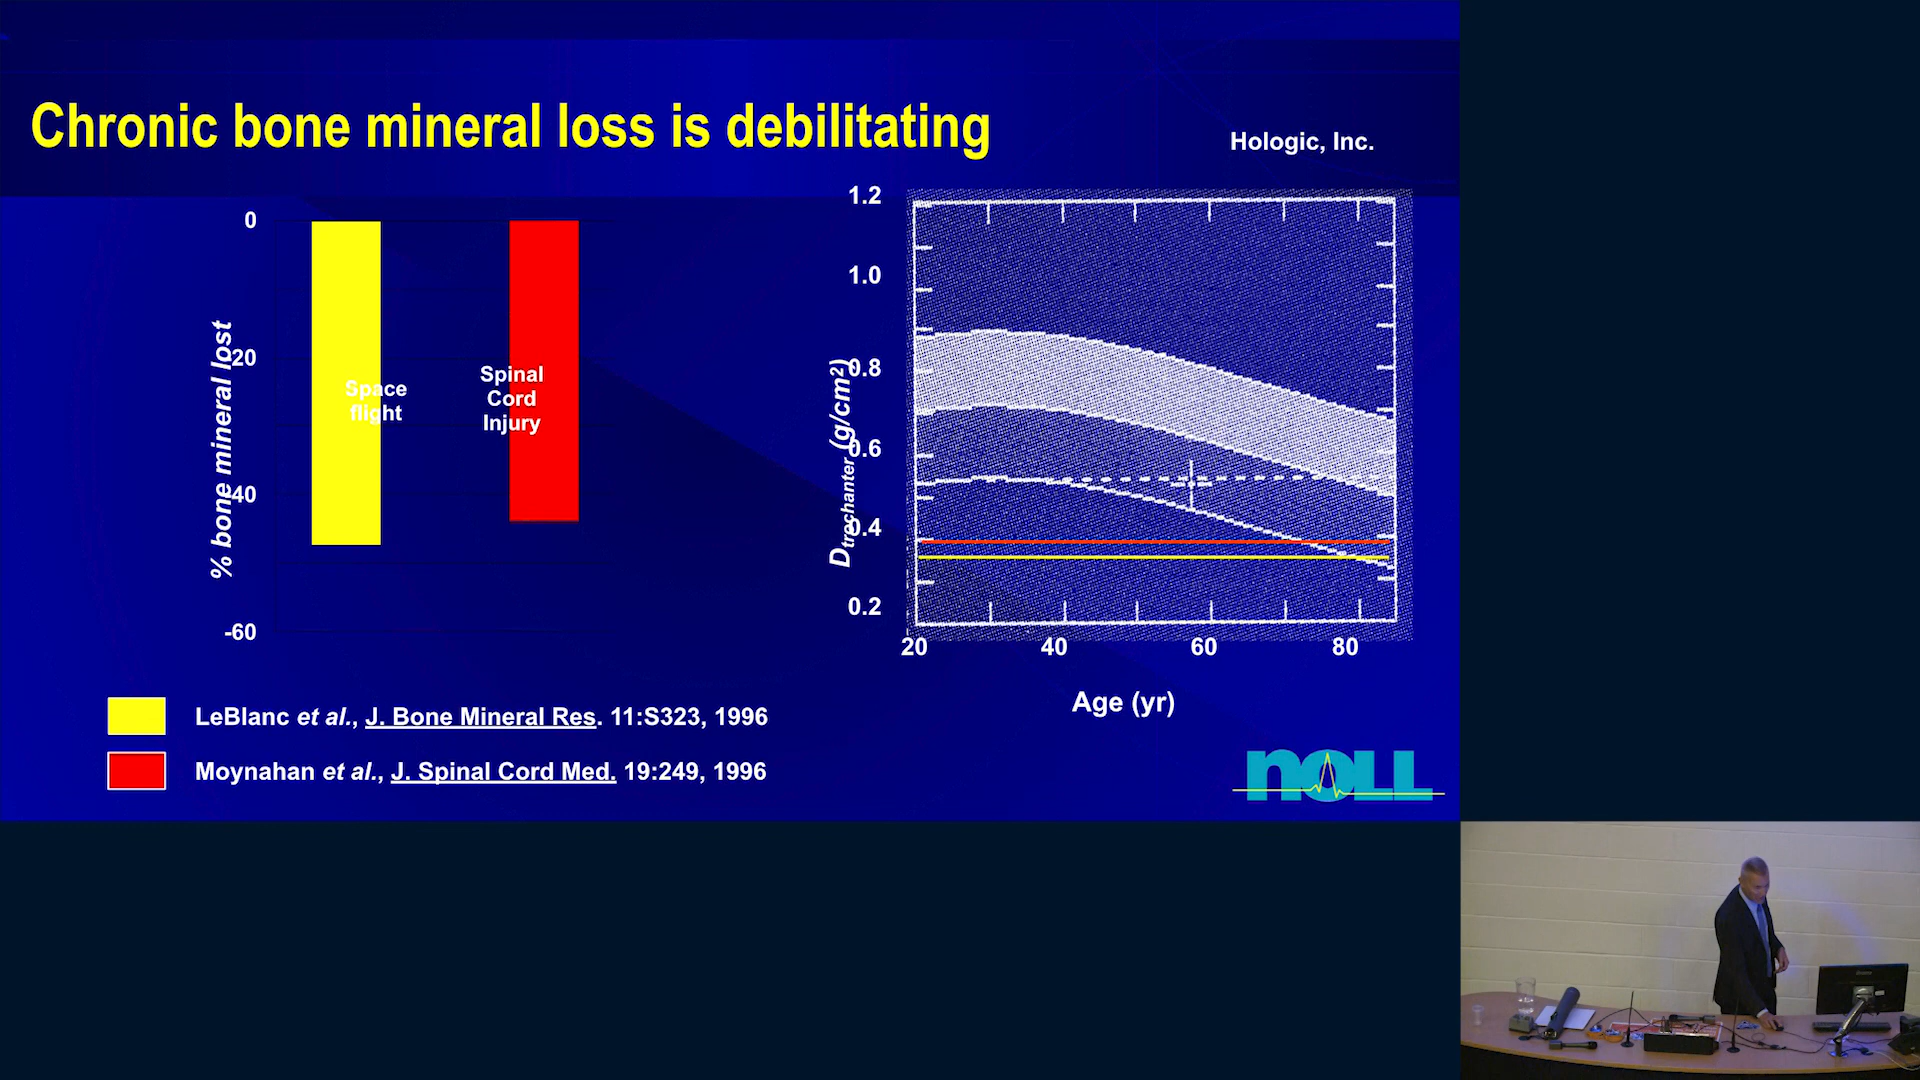 Chronic bone mineral loss is debilitating
Hologic, Inc.
% bone mineral lost
0
-20
-40
-60
Space
flight
Spinal
Cord
Injury
Dtrechanter (g/cm2)
1.2
1.0
0.8
0.6
0.4
0.2
20 40 60 80
Age (yr)
LeBlanc et al., J. Bone Mineral Res. 11:S323, 1996
Moynahan et al., J. Spinal Cord Med. 19:249, 1996
noLL